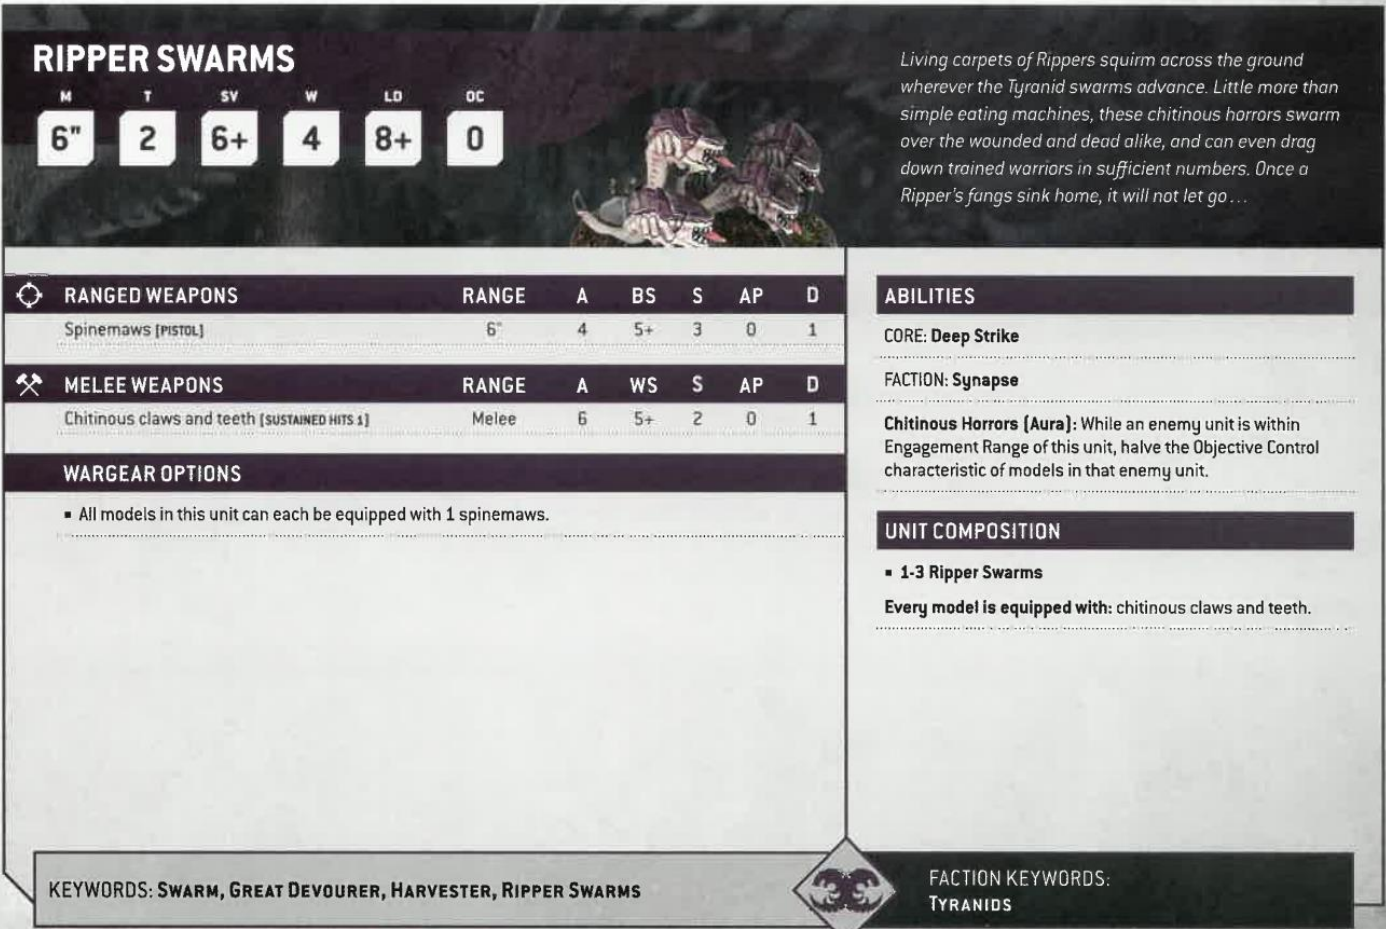 RIPPER SWARMS
M T SV W LD OC
6" 2 6+ 4 8+ 0
Living carpets of Rippers squirm across the ground
wherever the Tyranid swarms advance. Little more than
simple eating machines, these chitinous horrors swarm
over the wounded and dead alike, and can even drag
down trained warriors in sufficient numbers. Once a
Ripper's fangs sink home, it will not let go...
RANGED WEAPONS RANGE A BS S AP D
Spinemaws [PISTOL] 6" 4 5+ 3 0 1
MELEE WEAPONS RANGE A WS S AP D
Chitinous claws and teeth [SUSTAINED HITS 1] Melee 6 5+ 2 0 1
WARGEAR OPTIONS
▪ All models in this unit can each be equipped with 1 spinemaws.
ABILITIES
CORE: Deep Strike
FACTION: Synapse
Chitinous Horrors (Aura): While an enemy unit is within
Engagement Range of this unit, halve the Objective Control
characteristic of models in that enemy unit.
UNIT COMPOSITION
▪ 1-3 Ripper Swarms
Every model is equipped with: chitinous claws and teeth.
KEYWORDS: SWARM, GREAT DEVOURER, HARVESTER, RIPPER SWARMS
FACTION KEYWORDS:
TYRANIDS